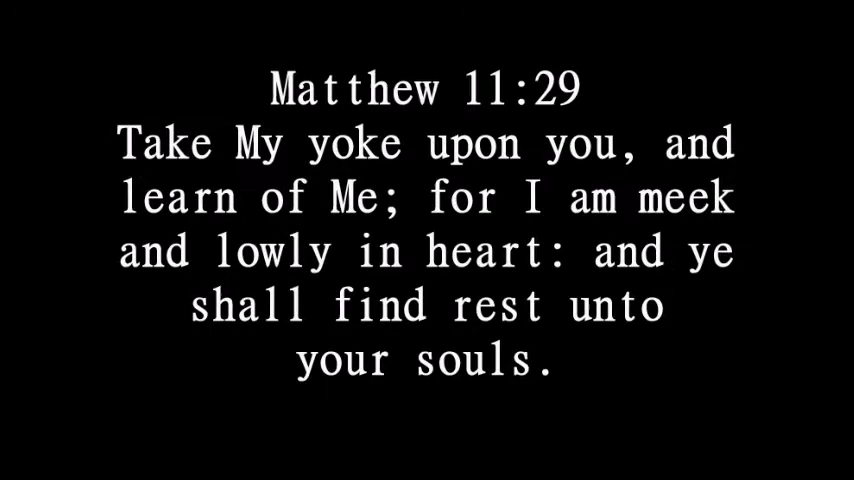 Matthew 11:29
Take My yoke upon you, and
learn of Me; for I am meek
and lowly in heart: and ye
shall find rest unto
your souls.